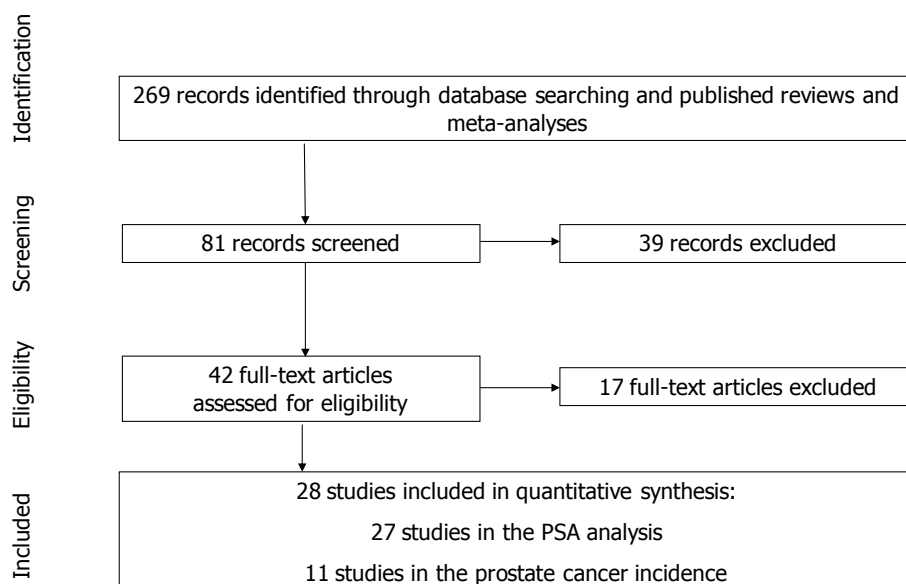 Identification
269 records identified through database searching and published reviews and
meta-analyses
Screening
81 records screened
39 records excluded
Eligibility
42 full-text articles
assessed for eligibility
17 full-text articles excluded
Included
28 studies included in quantitative synthesis:
27 studies in the PSA analysis
11 studies in the prostate cancer incidence